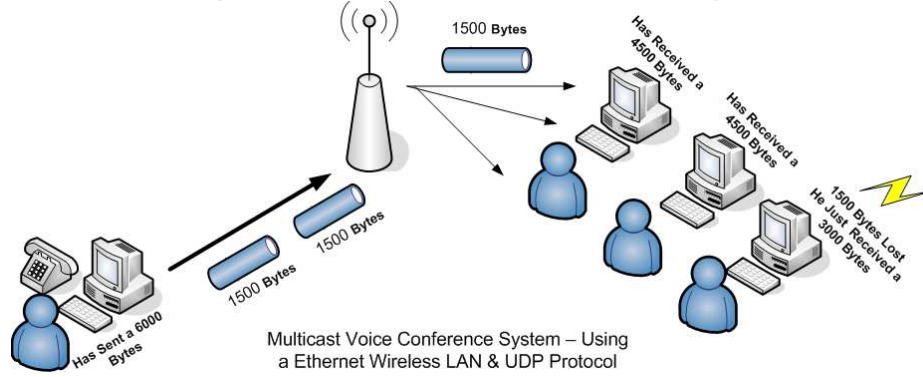 1500 Bytes
Has Received a
4500 Bytes
Has Received a
4500 Bytes
1500 Bytes Lost
He Just Received a
3000 Bytes
1500 Bytes
1500 Bytes
Has Sent a 6000
Bytes
Multicast Voice Conference System – Using
a Ethernet Wireless LAN & UDP Protocol